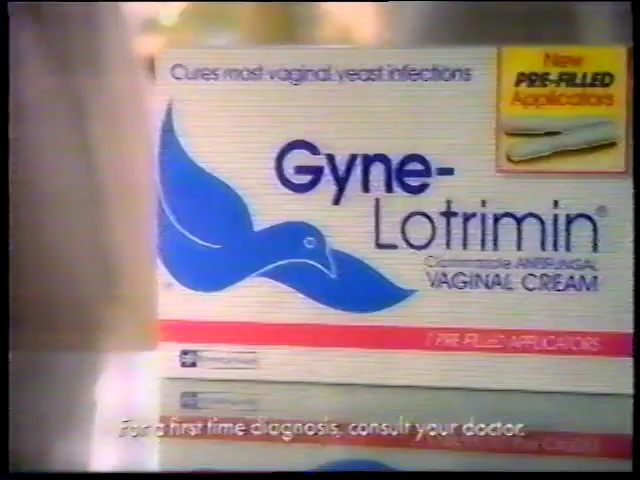 Cures most vaginal yeast infections
New
PRE-FILLED
Applicators
Gyne-
Lotrimin®
Clotrimazole ANTIFUNGAL
VAGINAL CREAM
7 PRE-FILLED APPLICATORS
For a first time diagnosis, consult your doctor.